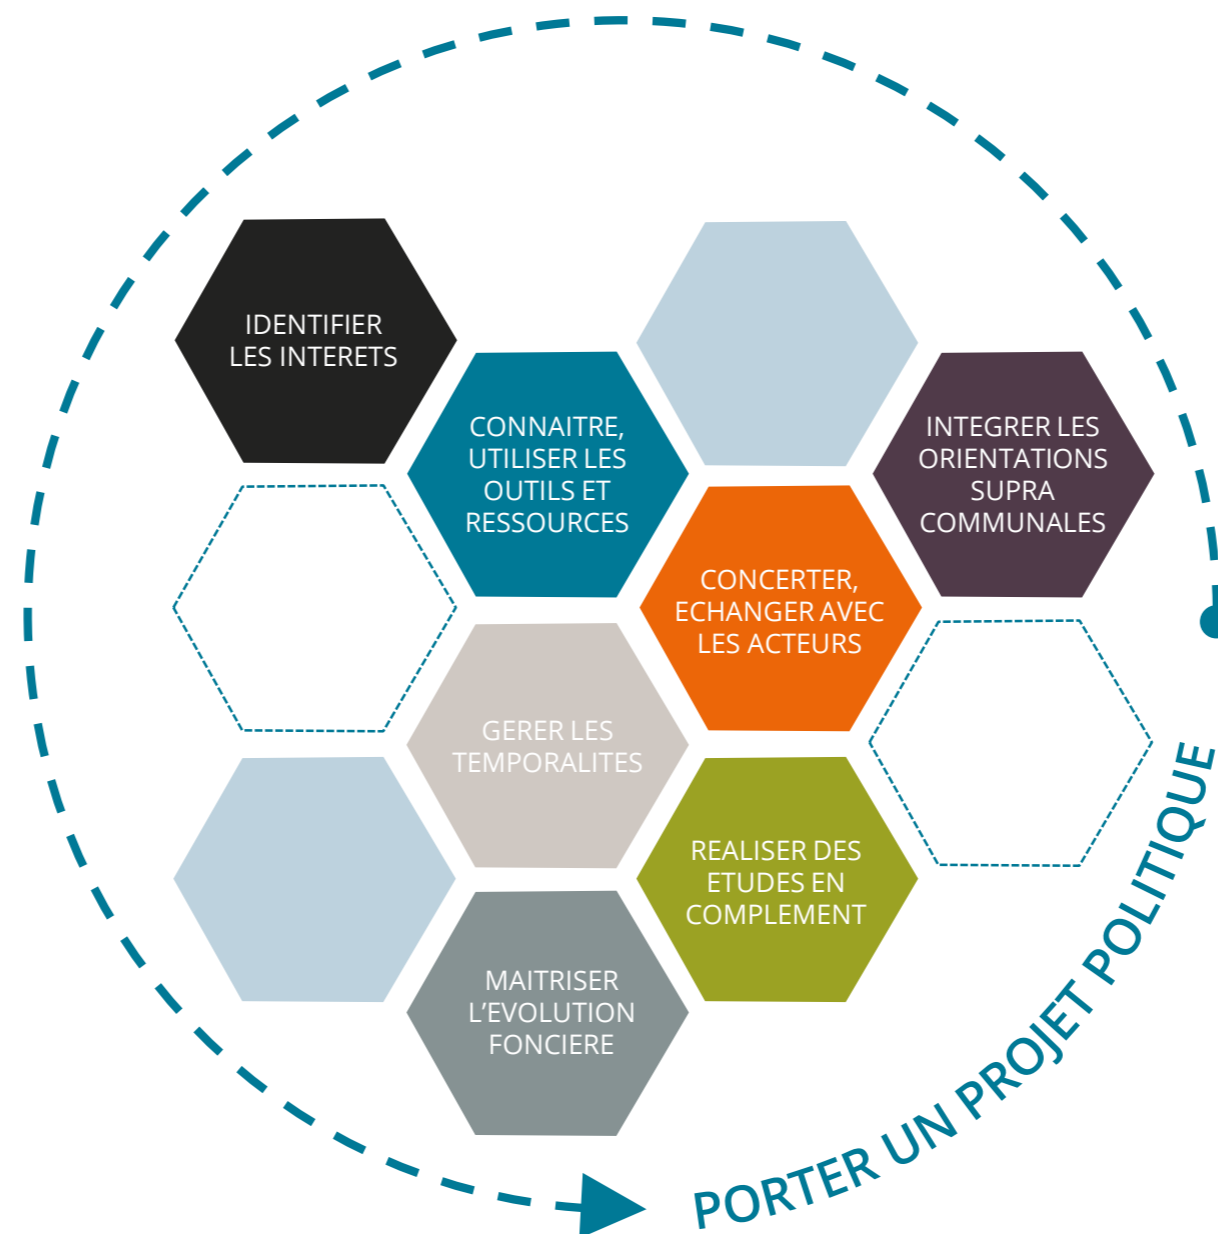 IDENTIFIER
LES INTERETS
CONNAITRE,
UTILISER LES
OUTILS ET
RESSOURCES
INTEGRER LES
ORIENTATIONS
SUPRA
COMMUNALES
CONCERTER,
ECHANGER AVEC
LES ACTEURS
GERER LES
TEMPORALITES
REALISER DES
ETUDES EN
COMPLEMENT
MAITRISER
L’EVOLUTION
FONCIERE
PORTER UN PROJET POLITIQUE